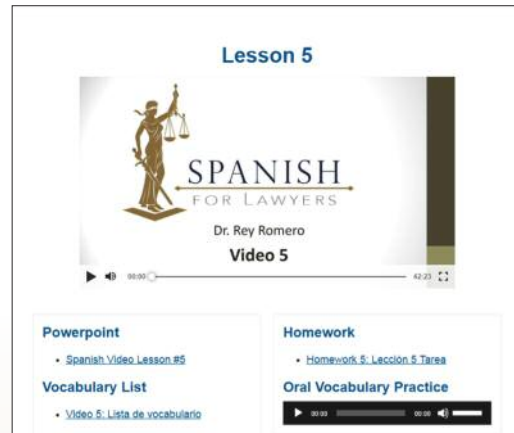 Lesson 5
SPANISH
FOR LAWYERS
Dr. Rey Romero
Video 5
00:00 42:23
Powerpoint
• Spanish Video Lesson #5
Vocabulary List
• Video 5: Lista de vocabulario
Homework
• Homework 5: Lección 5 Tarea
Oral Vocabulary Practice
00:00 00:00